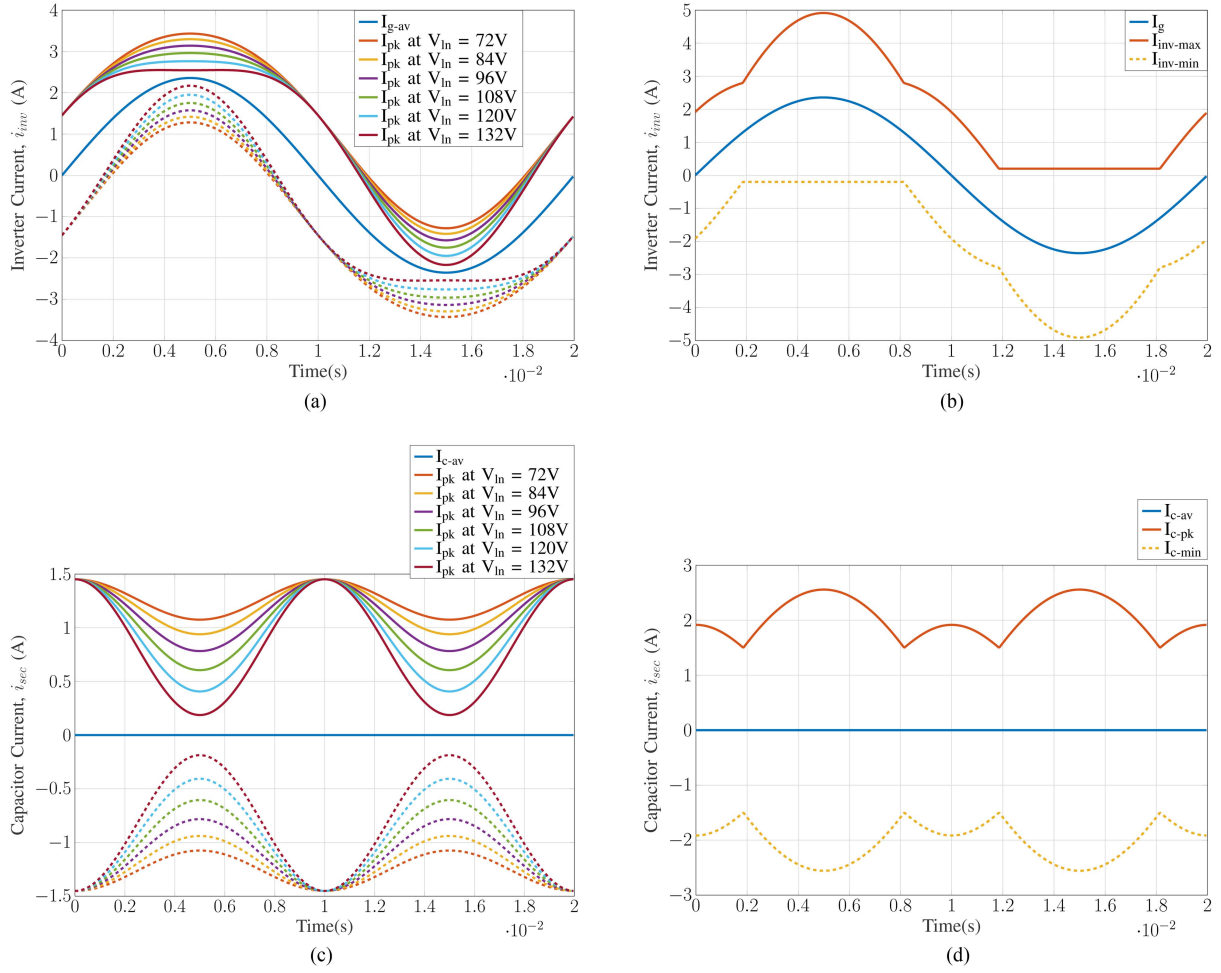 I_g-av
I_pk at V_ln = 72V
I_pk at V_ln = 84V
I_pk at V_ln = 96V
I_pk at V_ln = 108V
I_pk at V_ln = 120V
I_pk at V_ln = 132V
4
3
2
1
0
−1
−2
−3
−4
Inverter Current, i_inv (A)
0 0.2 0.4 0.6 0.8 1 1.2 1.4 1.6 1.8 2
Time(s)
·10^−2
(a)
I_g
I_inv-max
I_inv-min
5
4
3
2
1
0
−1
−2
−3
−4
−5
Inverter Current, i_inv (A)
0 0.2 0.4 0.6 0.8 1 1.2 1.4 1.6 1.8 2
Time(s)
·10^−2
(b)
I_c-av
I_pk at V_ln = 72V
I_pk at V_ln = 84V
I_pk at V_ln = 96V
I_pk at V_ln = 108V
I_pk at V_ln = 120V
I_pk at V_ln = 132V
1.5
1
0.5
0
−0.5
−1
−1.5
Capacitor Current, i_sec (A)
0 0.2 0.4 0.6 0.8 1 1.2 1.4 1.6 1.8 2
Time(s)
·10^−2
(c)
I_c-av
I_c-pk
I_c-min
3
2
1
0
−1
−2
−3
Capacitor Current, i_sec (A)
0 0.2 0.4 0.6 0.8 1 1.2 1.4 1.6 1.8 2
Time(s)
·10^−2
(d)